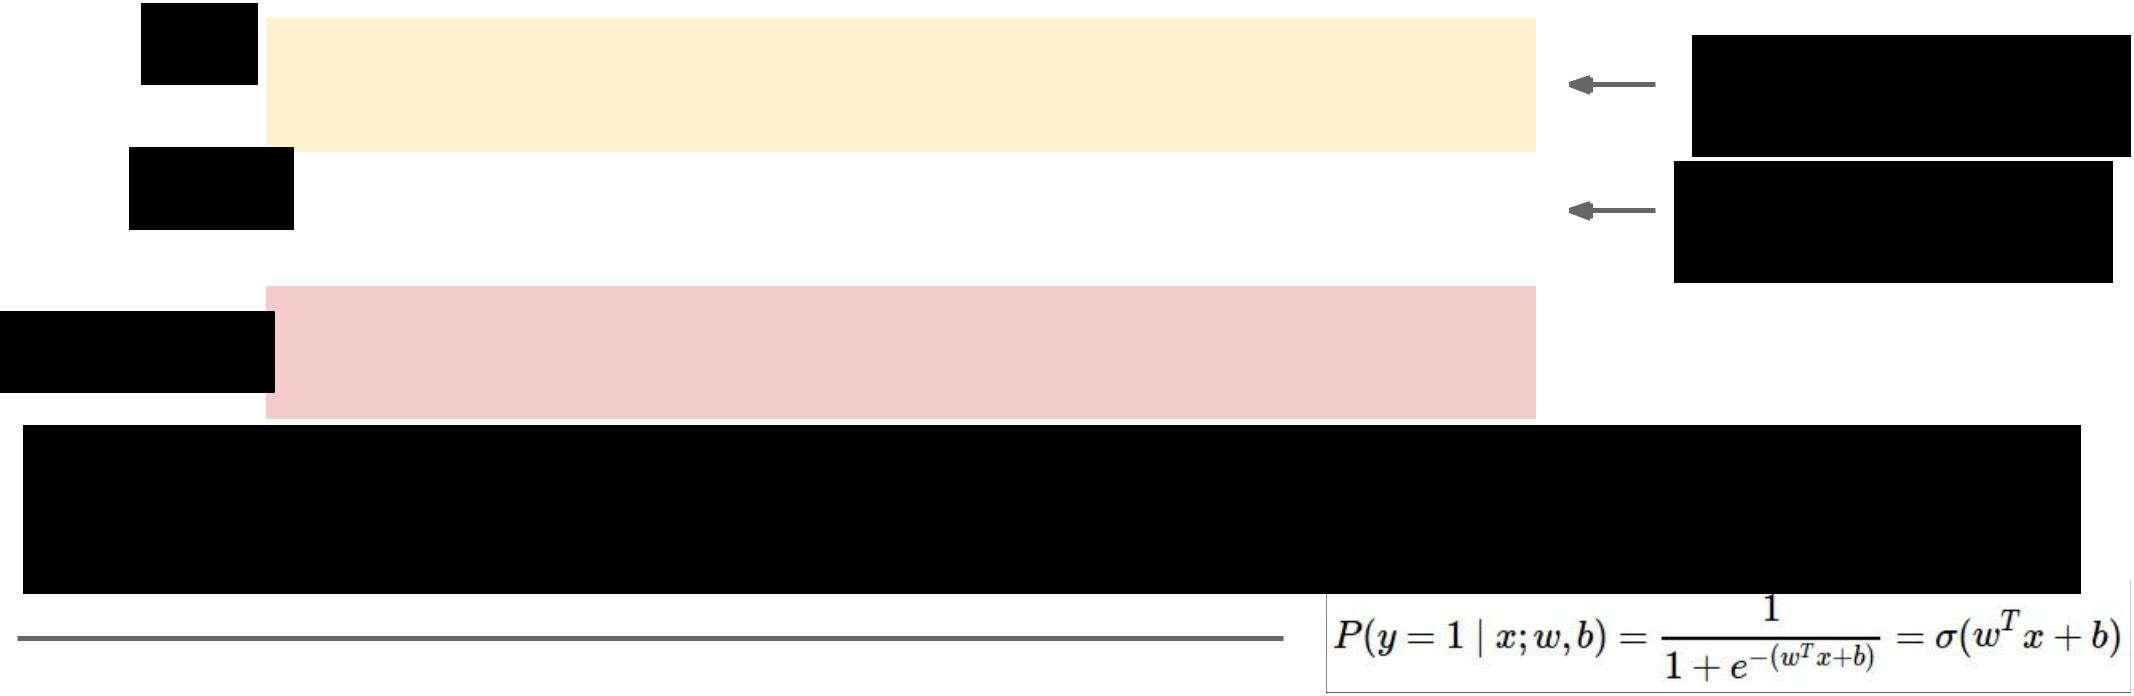 P(y = 1 | x; w, b) = 1 / (1 + e^{-(w^T x+b)}) = σ(w^T x + b)